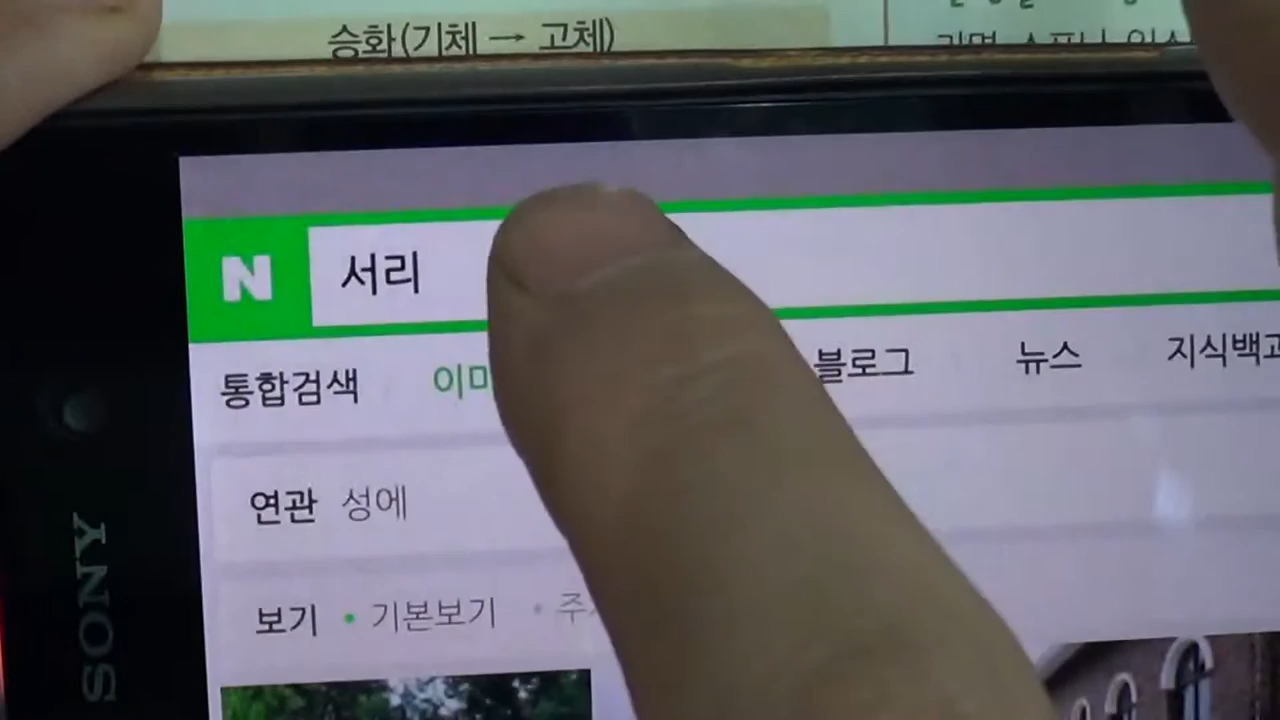 승화(기체 → 고체)
N 서리
통합검색 블로그 뉴스
연관 성에
보기 • 기본보기
SONY